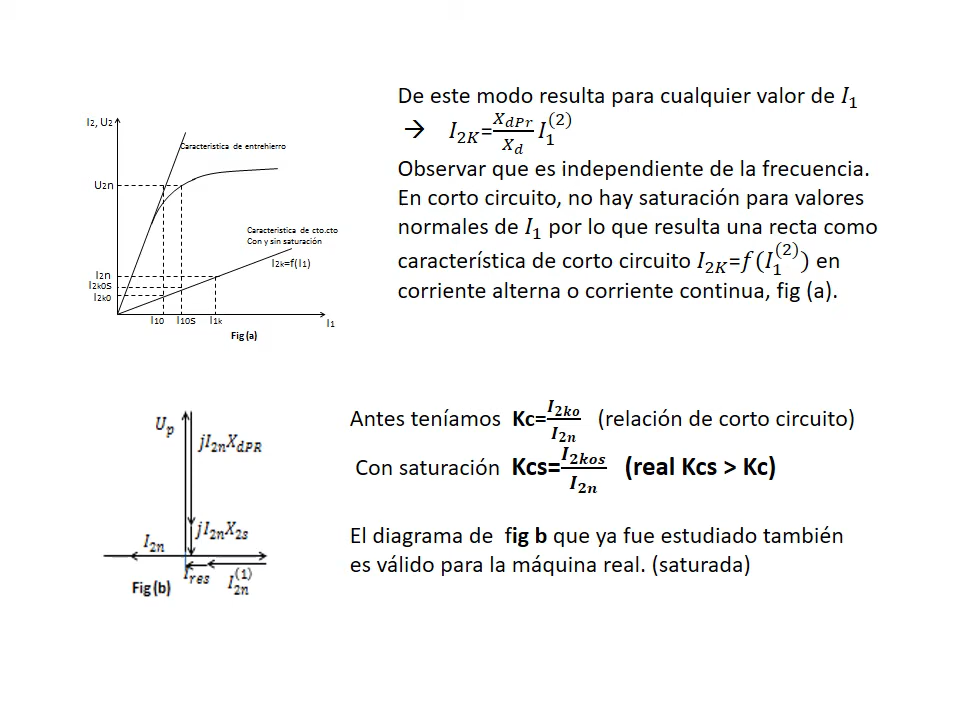 De este modo resulta para cualquier valor de I₁
→ I₂K=XdPr/Xd I₁⁽²⁾
Observar que es independiente de la frecuencia.
En corto circuito, no hay saturación para valores
normales de I₁ por lo que resulta una recta como
característica de corto circuito I₂K=f(I₁⁽²⁾) en
corriente alterna o corriente continua, fig (a).
I2, U2
Caracteristica de entrehierro
U2n
Caracteristica de cto.cto
Con y sin saturación
I2k=f(I1)
I2n
I2k0S
I2k0
I10 I10S I1k I1
Fig (a)
Antes teníamos Kc=I₂ko/I₂n (relación de corto circuito)
Con saturación Kcs=I₂kos/I₂n (real Kcs > Kc)
El diagrama de fig b que ya fue estudiado también
es válido para la máquina real. (saturada)
Up
jI₂nXdPR
jI₂nX₂s
I₂n
Ires I₂n⁽¹⁾
Fig (b)